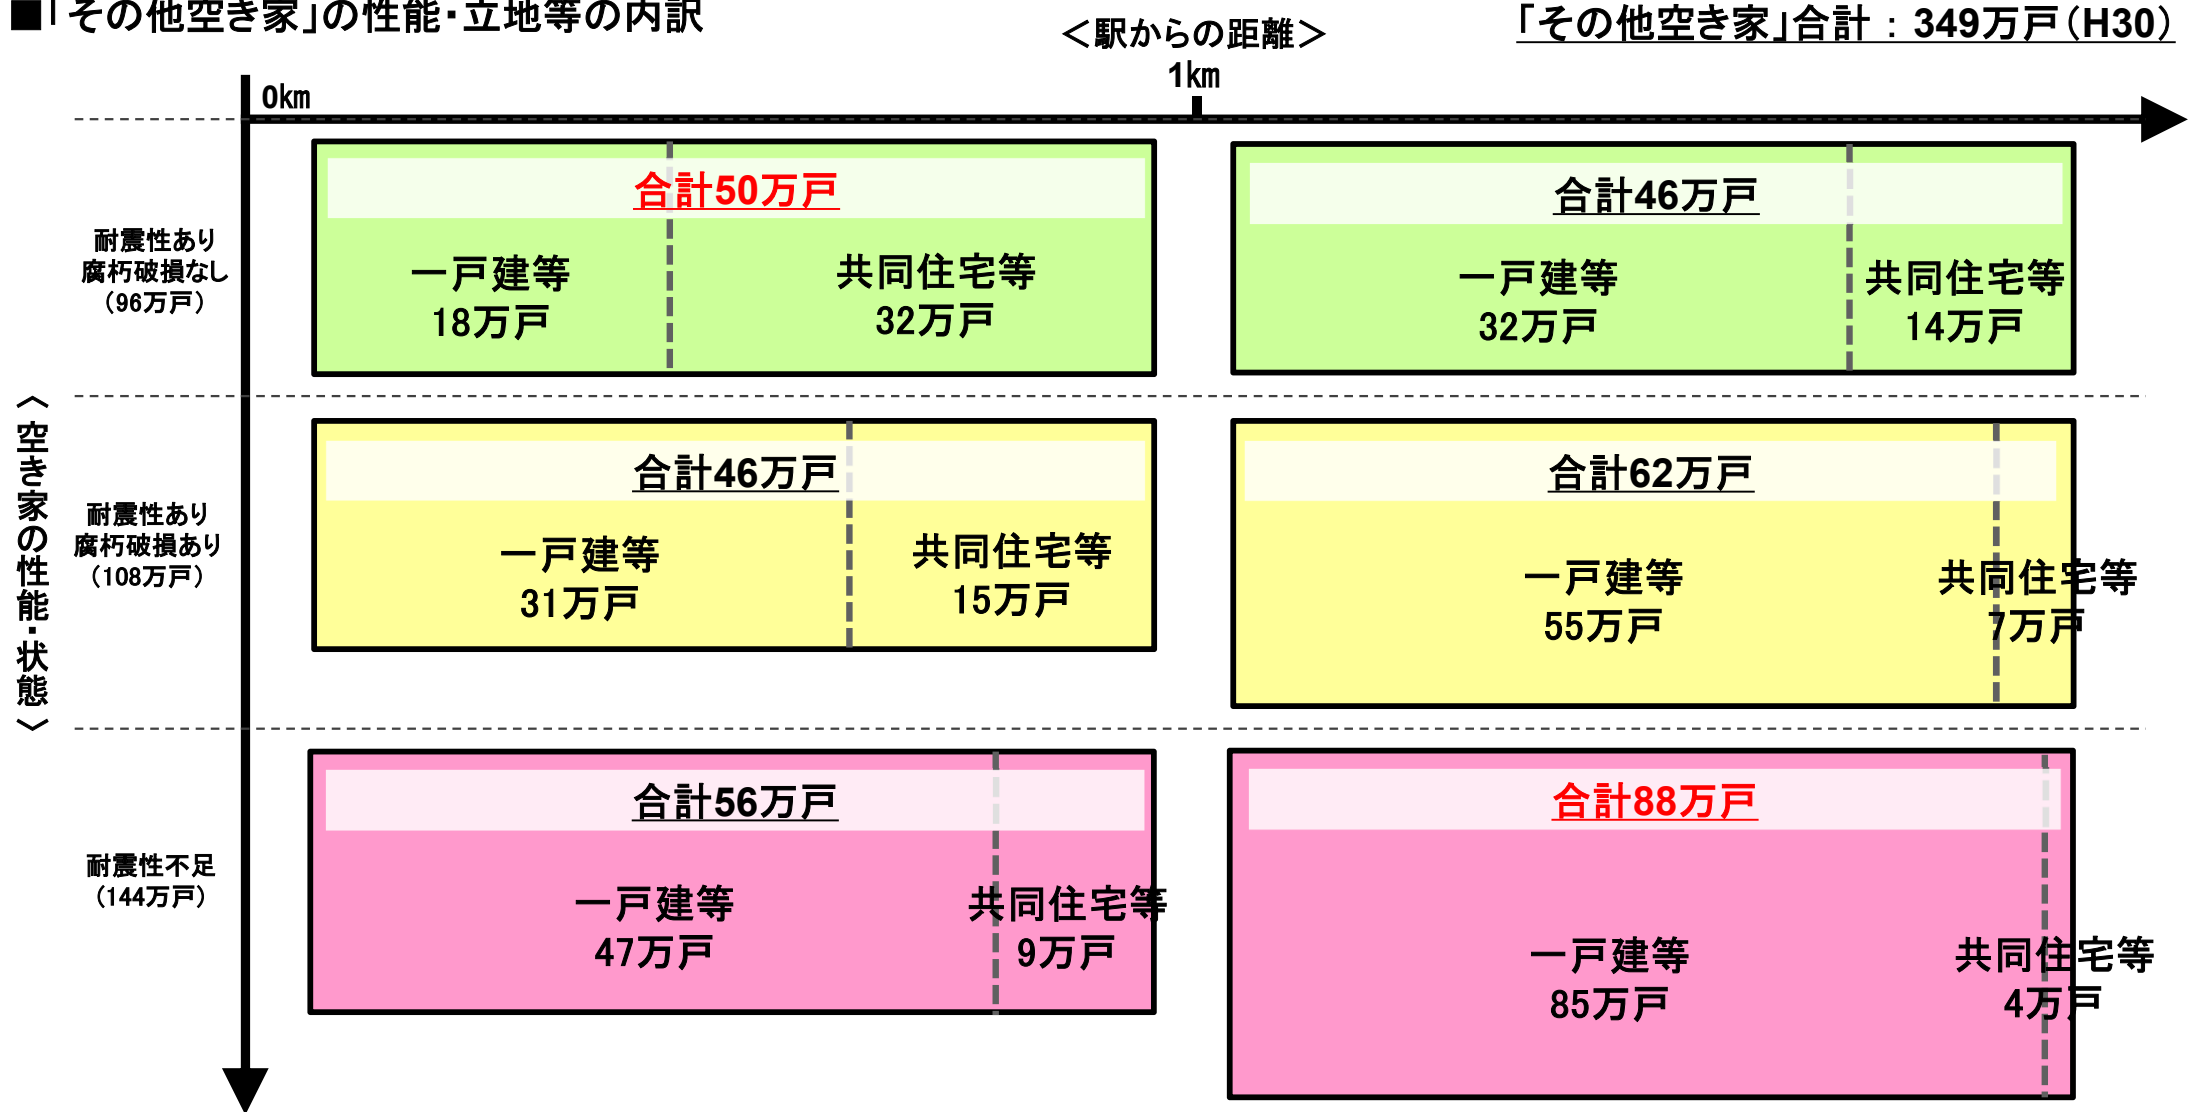 ■「その他空き家」の性能・立地等の内訳
＜駅からの距離＞
「その他空き家」合計：349万戸（H30）
0km
1km
＜空き家の性能・状態＞
耐震性あり
腐朽破損なし
（96万戸）
合計50万戸
一戸建等
18万戸
共同住宅等
32万戸
合計46万戸
一戸建等
32万戸
共同住宅等
14万戸
耐震性あり
腐朽破損あり
（108万戸）
合計46万戸
一戸建等
31万戸
共同住宅等
15万戸
合計62万戸
一戸建等
55万戸
共同住宅等
7万戸
耐震性不足
（144万戸）
合計56万戸
一戸建等
47万戸
共同住宅等
9万戸
合計88万戸
一戸建等
85万戸
共同住宅等
4万戸